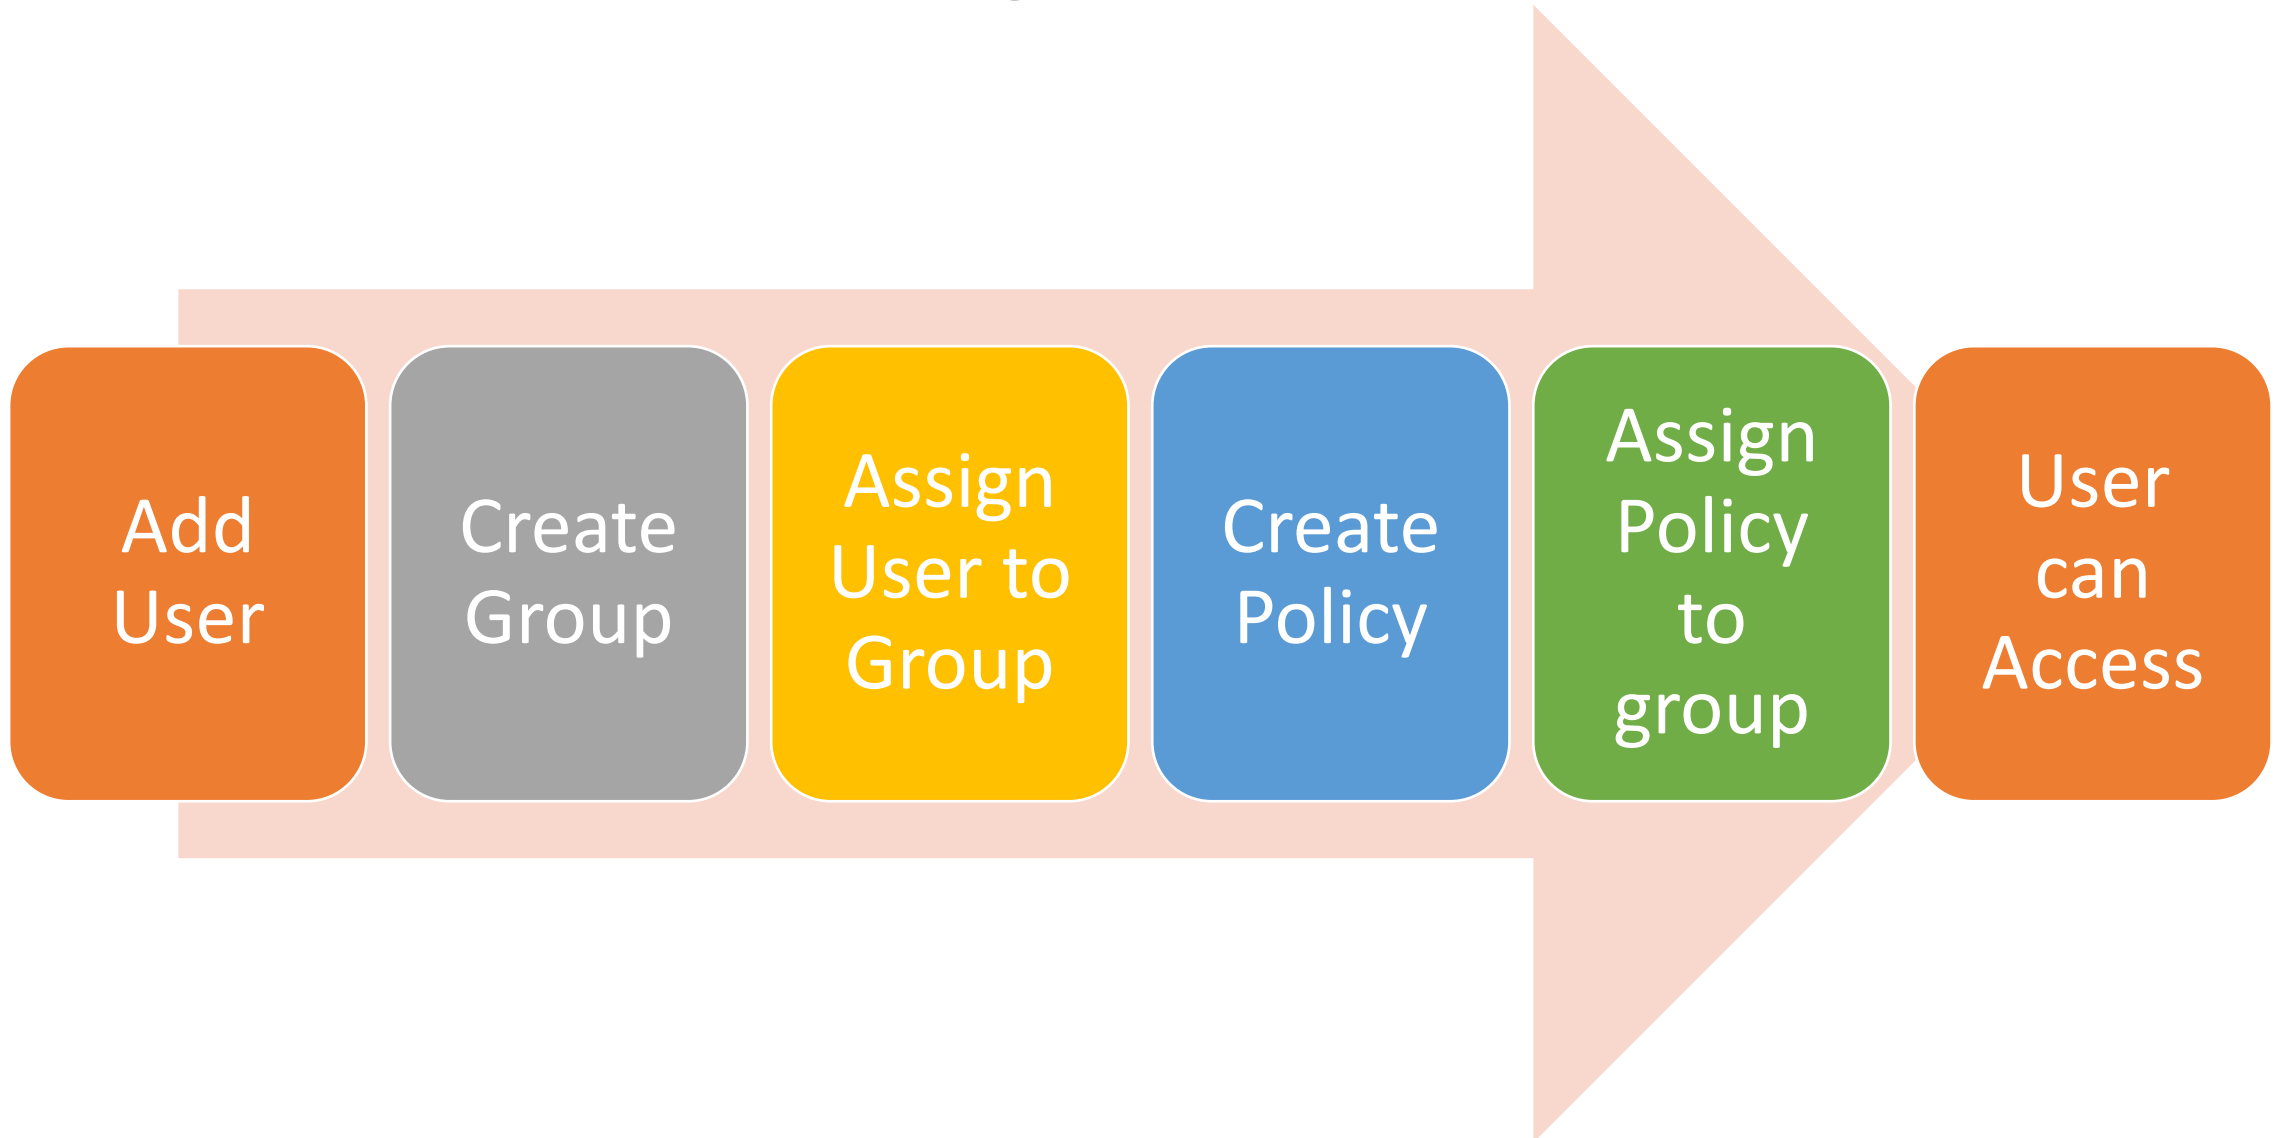 Add
User
Create
Group
Assign
User to
Group
Create
Policy
Assign
Policy
to
group
User
can
Access